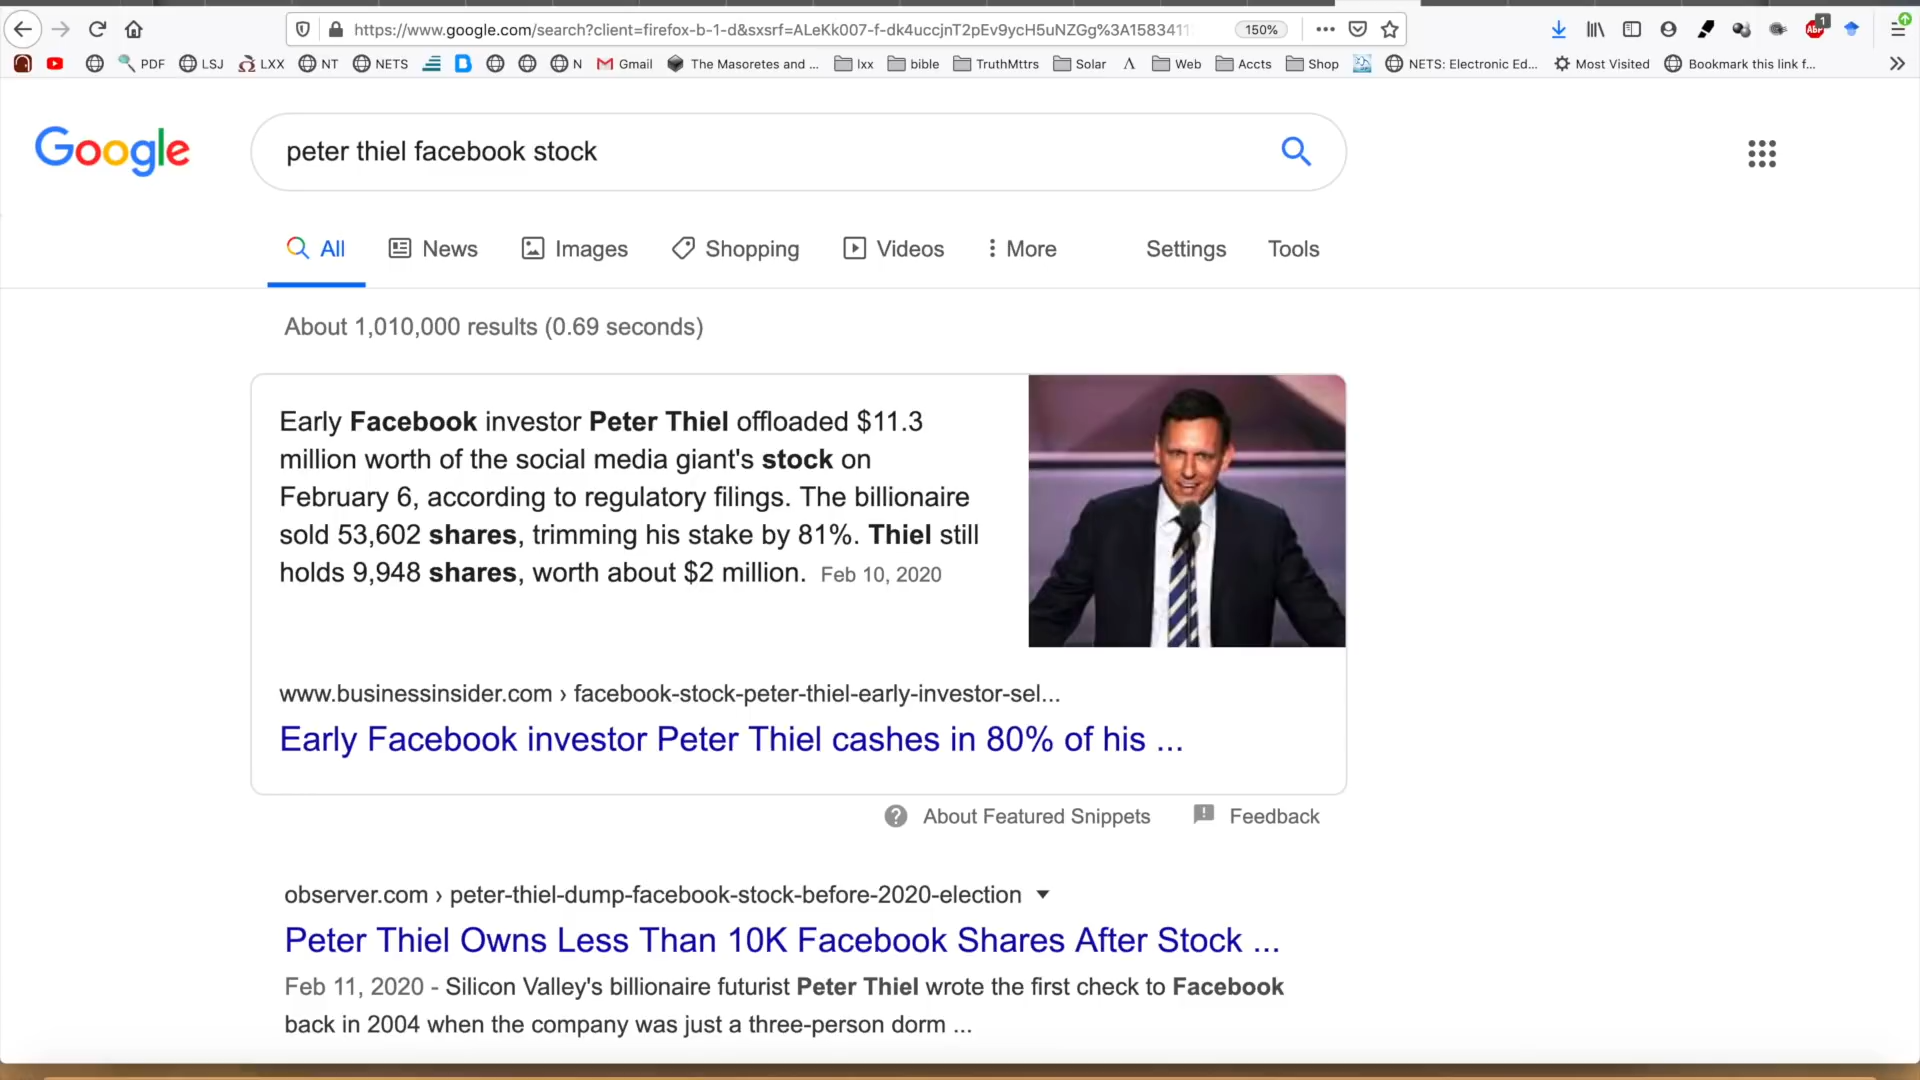 https://www.google.com/search?client=firefox-b-1-d&sxsrf=ALeKk007-f-dk4uccjnT2pEv9ycH5uNZGg%3A1583411
150%
1
PDF LSJ LXX NT NETS N Gmail The Masoretes and ... lxx bible TruthMttrs Solar Web Accts Shop NETS: Electronic Ed... Most Visited Bookmark this link f...
Google
peter thiel facebook stock
All News Images Shopping Videos More Settings Tools
About 1,010,000 results (0.69 seconds)
Early Facebook investor Peter Thiel offloaded $11.3
million worth of the social media giant's stock on
February 6, according to regulatory filings. The billionaire
sold 53,602 shares, trimming his stake by 81%. Thiel still
holds 9,948 shares, worth about $2 million. Feb 10, 2020
www.businessinsider.com › facebook-stock-peter-thiel-early-investor-sel...
Early Facebook investor Peter Thiel cashes in 80% of his ...
About Featured Snippets Feedback
observer.com › peter-thiel-dump-facebook-stock-before-2020-election
Peter Thiel Owns Less Than 10K Facebook Shares After Stock ...
Feb 11, 2020 - Silicon Valley's billionaire futurist Peter Thiel wrote the first check to Facebook
back in 2004 when the company was just a three-person dorm ...